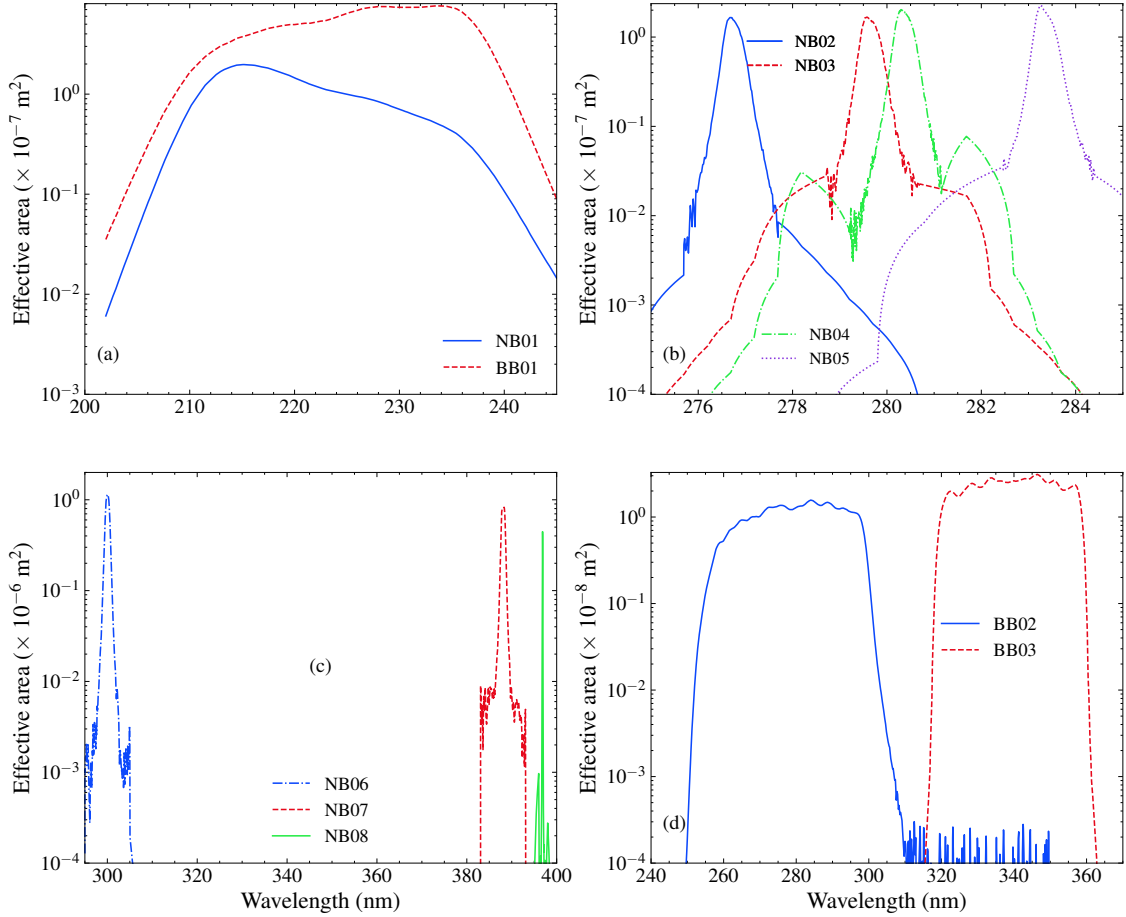 Effective area (× 10⁻⁷ m²)
10⁰
10⁻¹
10⁻²
10⁻³
(a)
NB01
BB01
200 210 220 230 240
Effective area (× 10⁻⁷ m²)
10⁰
10⁻¹
10⁻²
10⁻³
10⁻⁴
NB02
NB03
NB04
NB05
(b)
276 278 280 282 284
Effective area (× 10⁻⁶ m²)
10⁰
10⁻¹
10⁻²
10⁻³
10⁻⁴
(c)
NB06
NB07
NB08
300 320 340 360 380 400
Wavelength (nm)
Effective area (× 10⁻⁸ m²)
10⁰
10⁻¹
10⁻²
10⁻³
10⁻⁴
BB02
BB03
(d)
240 260 280 300 320 340 360
Wavelength (nm)